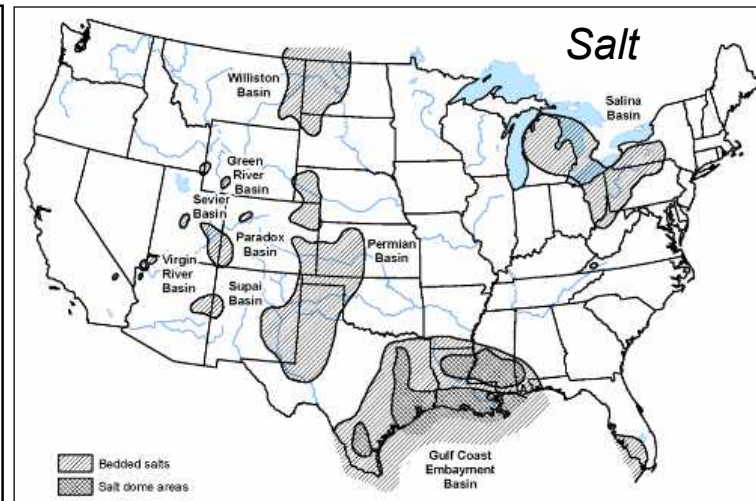 Salt
Williston
Basin
Salina
Basin
Green
River
Basin
Sevier
Basin
Paradox
Basin
Permian
Basin
Virgin
River
Basin
Supai
Basin
Gulf Coast
Embayment
Basin
Bedded salts
Salt dome areas